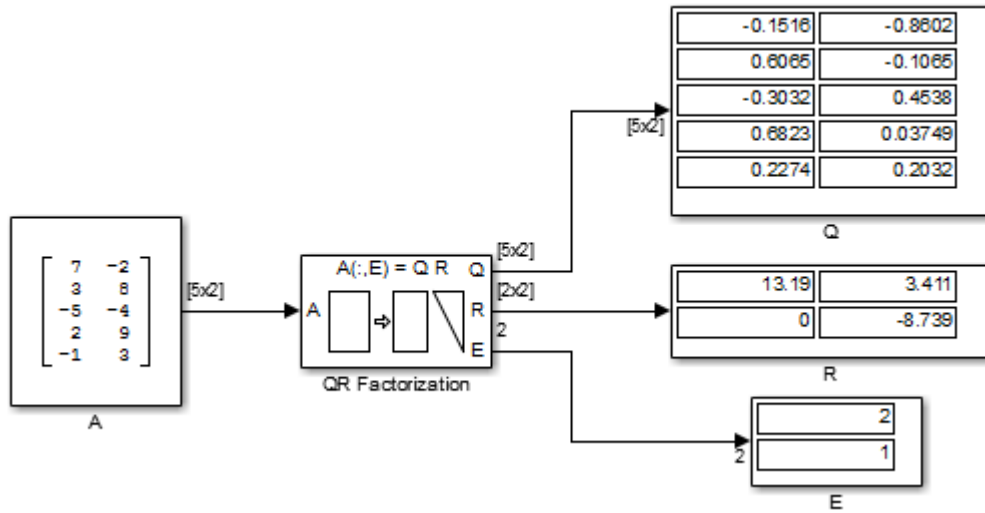 -0.1516 -0.8602
0.6065 -0.1065
-0.3032 0.4538
0.6823 0.03749
0.2274 0.2032
[5x2]
Q
7 -2
3 8
-5 -4
2 9
-1 3
[5x2]
A
A(:,E) = Q R
A
Q
R
E
QR Factorization
[5x2]
[2x2]
2
13.19 3.411
0 -8.739
R
2
1
2
E